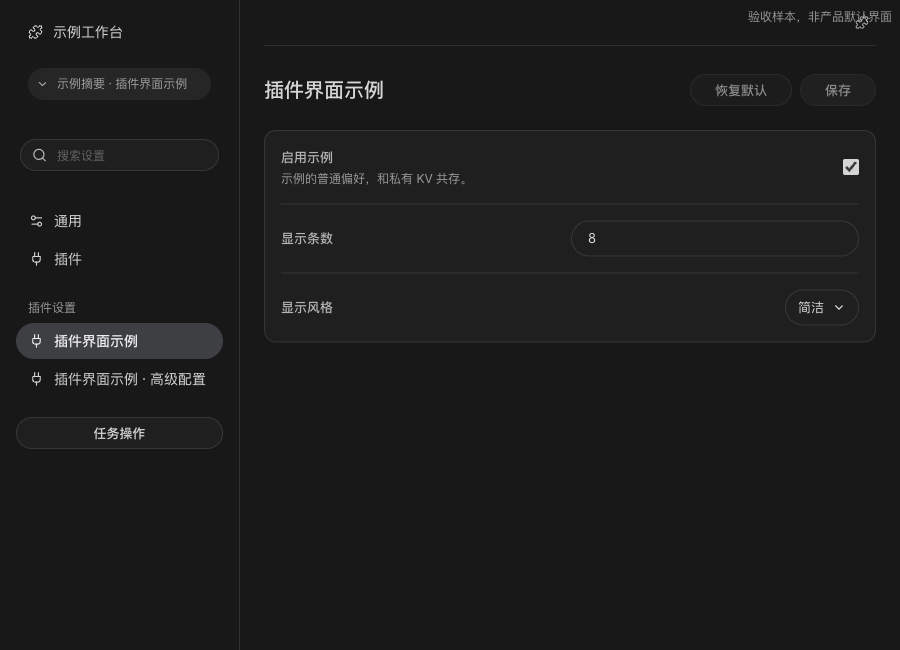 示例工作台
示例摘要 · 插件界面示例
搜索设置
通用
插件
插件设置
插件界面示例
插件界面示例 · 高级配置
任务操作
验收样本，非产品默认界面
插件界面示例
恢复默认
保存
启用示例
示例的普通偏好，和私有 KV 共存。
显示条数
8
显示风格
简洁